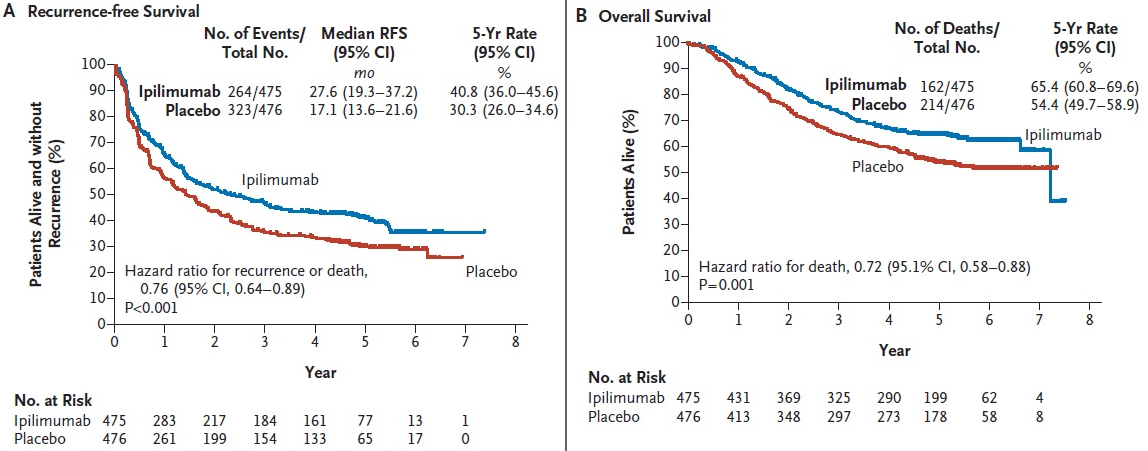 A Recurrence-free Survival
No. of Events/ Total No. Median RFS (95% CI) 5-Yr Rate (95% CI)
mo %
Ipilimumab 264/475 27.6 (19.3–37.2) 40.8 (36.0–45.6)
Placebo 323/476 17.1 (13.6–21.6) 30.3 (26.0–34.6)
Patients Alive and without
Recurrence (%)
100
90
80
70
60
50
40
30
20
10
0
Ipilimumab
Placebo
Hazard ratio for recurrence or death,
0.76 (95% CI, 0.64–0.89)
P<0.001
0 1 2 3 4 5 6 7 8
Year
No. at Risk
Ipilimumab 475 283 217 184 161 77 13 1
Placebo 476 261 199 154 133 65 17 0
B Overall Survival
No. of Deaths/ Total No. 5-Yr Rate (95% CI)
%
Ipilimumab 162/475 65.4 (60.8–69.6)
Placebo 214/476 54.4 (49.7–58.9)
Patients Alive (%)
100
90
80
70
60
50
40
30
20
10
0
Ipilimumab
Placebo
Hazard ratio for death, 0.72 (95.1% CI, 0.58–0.88)
P=0.001
0 1 2 3 4 5 6 7 8
Year
No. at Risk
Ipilimumab 475 431 369 325 290 199 62 4
Placebo 476 413 348 297 273 178 58 8